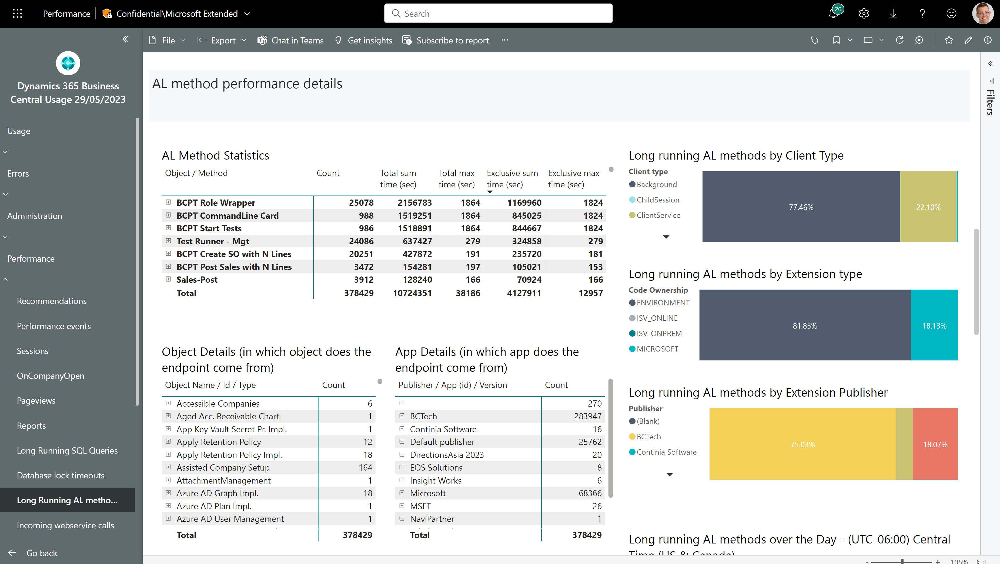 Performance
Confidential\Microsoft Extended
Search
26
File
Export
Chat in Teams
Get insights
Subscribe to report
Dynamics 365 Business
Central Usage 29/05/2023
Usage
Errors
Administration
Performance
Recommendations
Performance events
Sessions
OnCompanyOpen
Pageviews
Reports
Long Running SQL Queries
Database lock timeouts
Long Running AL metho...
Incoming webservice calls
Go back
Filters
AL method performance details
AL Method Statistics
Object / Method Count Total sum time (sec) Total max time (sec) Exclusive sum time (sec) Exclusive max time (sec)
BCPT Role Wrapper 25078 2156783 1864 1169960 1824
BCPT CommandLine Card 988 1519251 1864 845025 1824
BCPT Start Tests 986 1518891 1864 844667 1824
Test Runner - Mgt 24086 637427 279 324858 279
BCPT Create SO with N Lines 20251 427872 191 235720 181
BCPT Post Sales with N Lines 3472 154281 197 105021 153
Sales-Post 3912 128240 166 70924 166
Total 378429 10724351 38186 4127911 12957
Object Details (in which object does the
endpoint come from)
Object Name / Id / Type Count
Accessible Companies 6
Aged Acc. Receivable Chart 1
App Key Vault Secret Pr. Impl. 1
Apply Retention Policy 12
Apply Retention Policy Impl. 18
Assisted Company Setup 164
AttachmentManagement 1
Azure AD Graph Impl. 18
Azure AD Plan Impl. 1
Azure AD User Management 1
Total 378429
App Details (in which app does the
endpoint come from)
Publisher / App (id) / Version Count
270
BCTech 283947
Continia Software 16
Default publisher 25762
DirectionsAsia 2023 20
EOS Solutions 8
Insight Works 6
Microsoft 68366
MSFT 26
NaviPartner 1
Total 378429
Long running AL methods by Client Type
Client type
Background
ChildSession
ClientService
77.46%
22.10%
Long running AL methods by Extension type
Code Ownership
ENVIRONMENT
ISV_ONLINE
ISV_ONPREM
MICROSOFT
81.85%
18.13%
Long running AL methods by Extension Publisher
Publisher
(Blank)
BCTech
Continia Software
75.03%
18.07%
Long running AL methods over the Day - (UTC-06:00) Central
Time (US & Canada)
105%